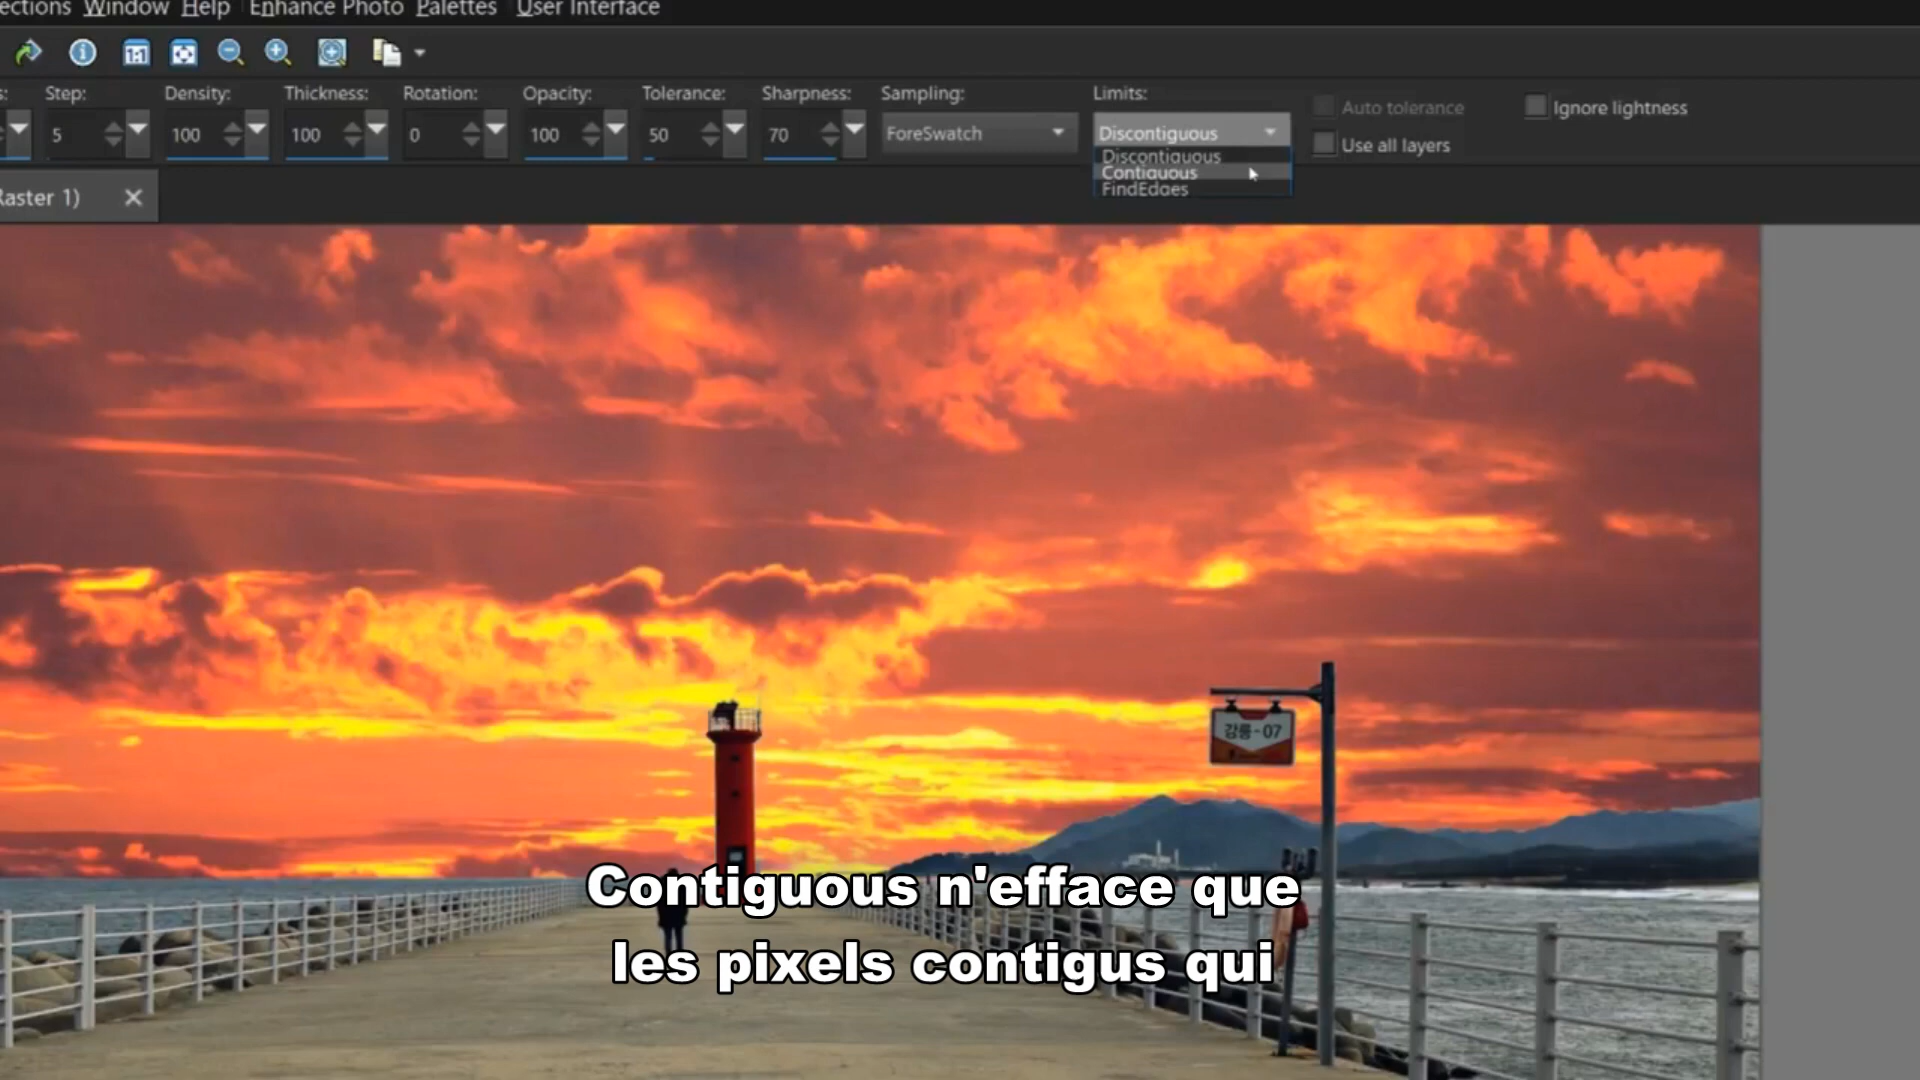 ections Window Help Enhance Photo Palettes User Interface
1:1
s: Step: Density: Thickness: Rotation: Opacity: Tolerance: Sharpness: Sampling: Limits:
5 100 100 0 100 50 70 ForeSwatch Discontiguous
Auto tolerance
Ignore lightness
Use all layers
Discontiguous
Contiguous
FindEdges
Raster 1)
강릉-07
Contiguous n'efface que
les pixels contigus qui